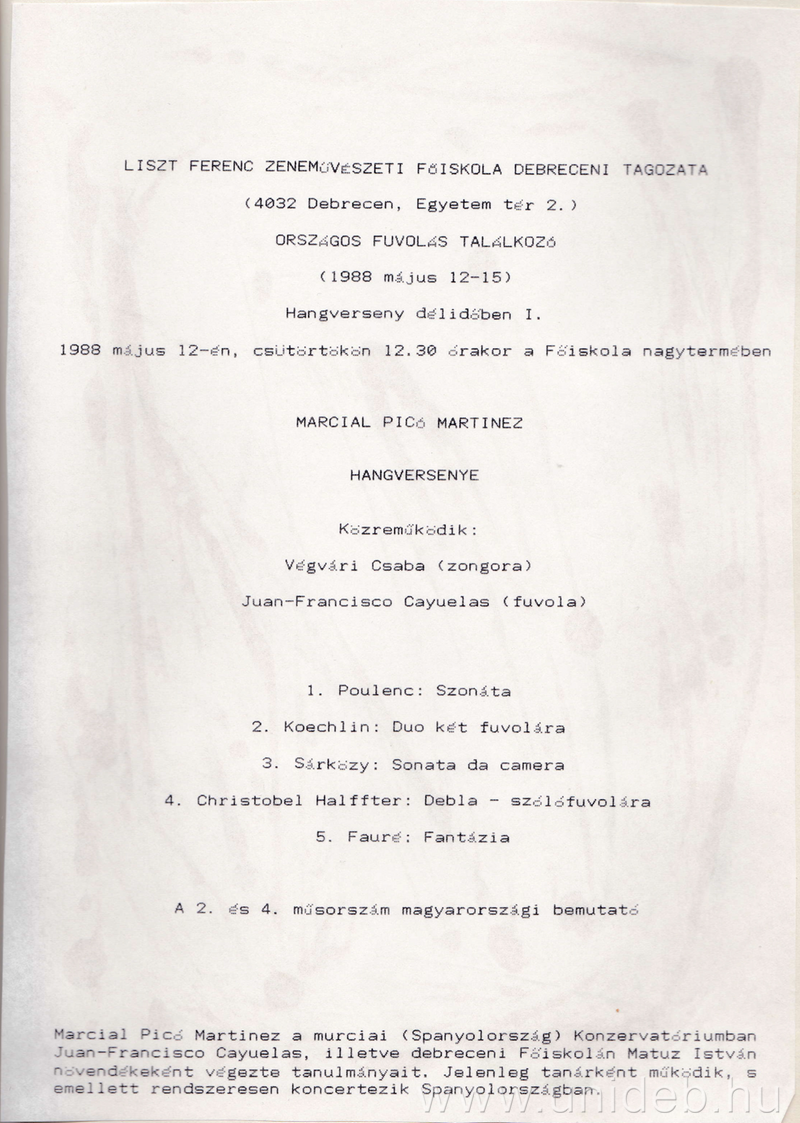 LISZT FERENC ZENEMŰVÉSZETI FŐISKOLA DEBRECENI TAGOZATA
(4032 Debrecen, Egyetem tér 2.)
ORSZÁGOS FUVOLÁS TALÁLKOZÓ
(1988 május 12-15)
Hangverseny délidőben I.
1988 május 12-én, csütörtökön 12.30 órakor a Főiskola nagytermében
MARCIAL PICÓ MARTINEZ
HANGVERSENYE
Közreműködik:
Végvári Csaba (zongora)
Juan-Francisco Cayuelas (fuvola)
1. Poulenc: Szonáta
2. Koechlin: Duo két fuvolára
3. Sárközy: Sonata da camera
4. Christobel Halffter: Debla - szólófuvolára
5. Fauré: Fantázia
A 2. és 4. műsorszám magyarországi bemutató
Marcial Picó Martinez a murciai (Spanyolország) Konzervatóriumban
Juan-Francisco Cayuelas, illetve debreceni Főiskolán Matuz István
növendékeként végezte tanulmányait. Jelenleg tanárként működik, s
emellett rendszeresen koncertezik Spanyolországban.
www.unideb.hu